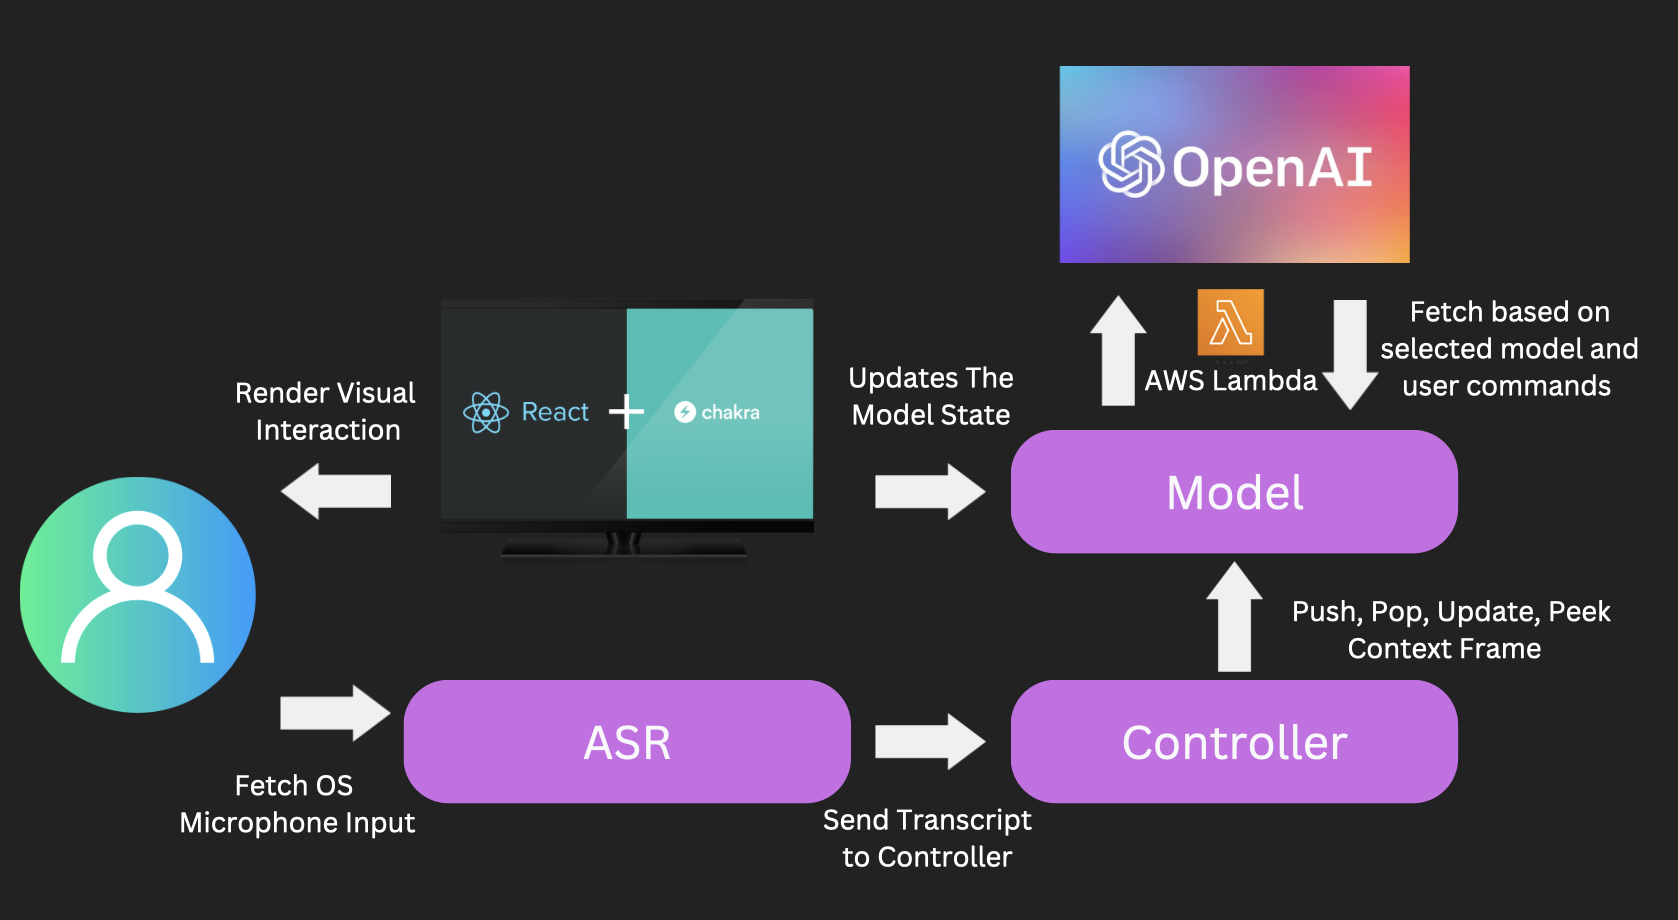 OpenAI
Fetch based on
selected model and
user commands
AWS Lambda
Render Visual
Interaction
React
chakra
Updates The
Model State
Model
Push, Pop, Update, Peek
Context Frame
ASR
Controller
Fetch OS
Microphone Input
Send Transcript
to Controller